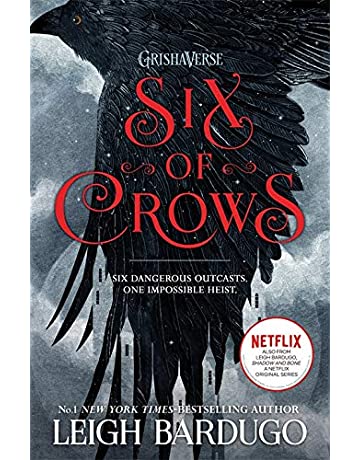 GRISHAVERSE
SIX
OF
CROWS
SIX DANGEROUS OUTCASTS.
ONE IMPOSSIBLE HEIST.
NETFLIX
ALSO FROM
LEIGH BARDUGO,
SHADOW AND BONE
A NETFLIX
ORIGINAL SERIES
No.1 NEW YORK TIMES-BESTSELLING AUTHOR
LEIGH BARDUGO